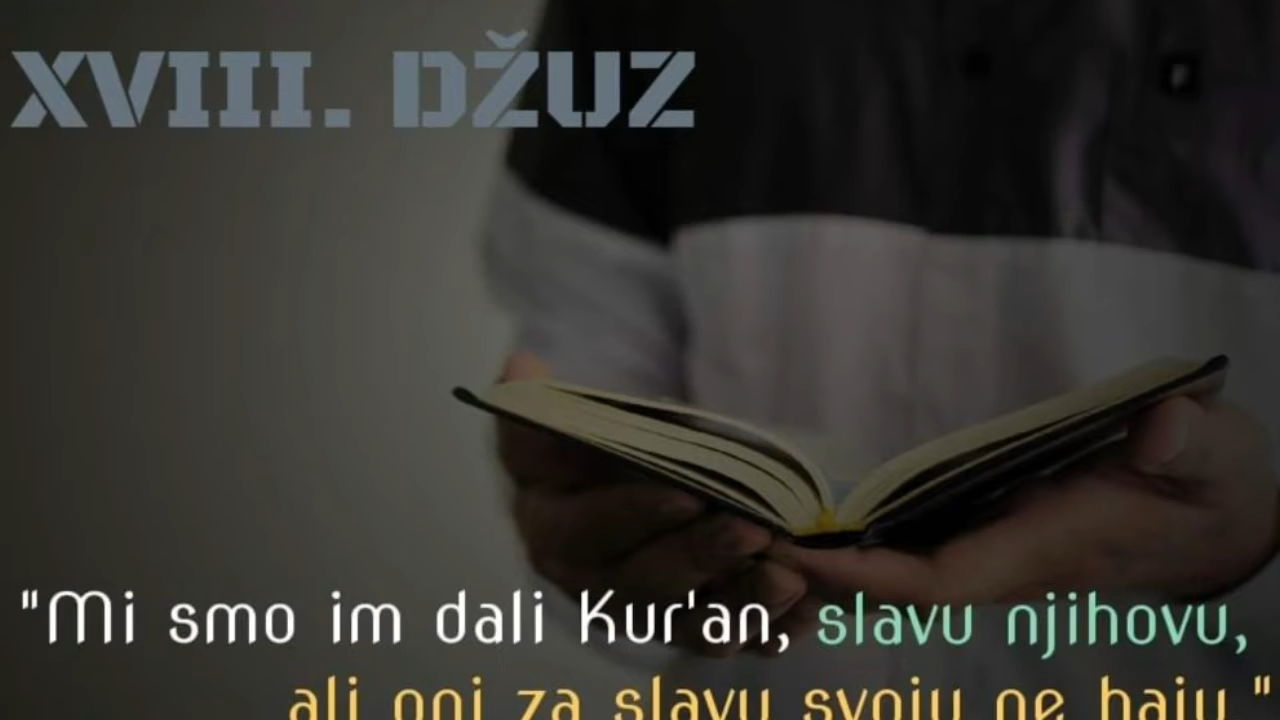 XVIII. DŽUZ
"Mi smo im dali Kur'an, slavu njihovu,
ali oni za slavu svoju ne haju."